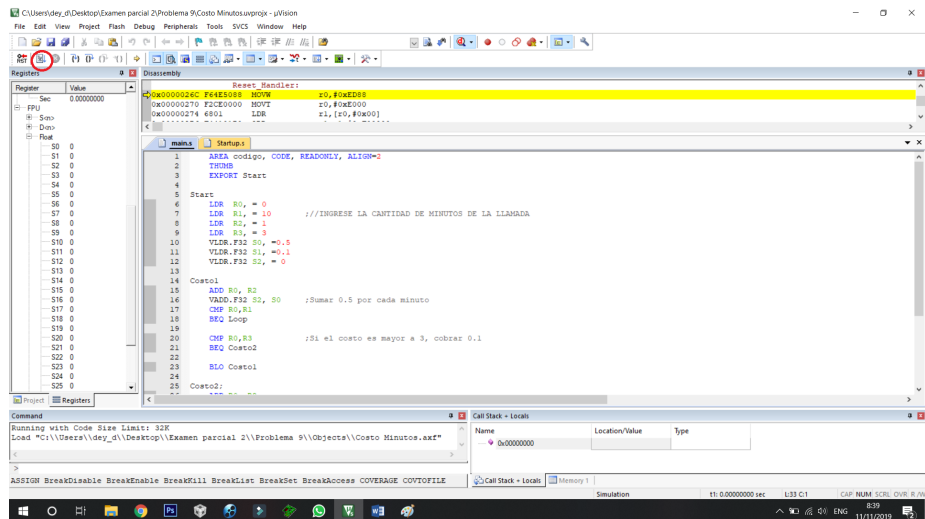 C:\Users\dey_d\Desktop\Examen parcial 2\Problema 9\Costo Minutos.uvprojx - µVision
File Edit View Project Flash Debug Peripherals Tools SVCS Window Help
RST
Registers
Register Value
Sec 0.00000000
FPU
S<n>
D<n>
Float
S0 0
S1 0
S2 0
S3 0
S4 0
S5 0
S6 0
S7 0
S8 0
S9 0
S10 0
S11 0
S12 0
S13 0
S14 0
S15 0
S16 0
S17 0
S18 0
S19 0
S20 0
S21 0
S22 0
S23 0
S24 0
S25 0
Project Registers
Disassembly
Reset_Handler:
0x0000026C F64E5088 MOVW r0,#0xED88
0x00000270 F2CE0000 MOVT r0,#0xE000
0x00000274 6801 LDR r1,[r0,#0x00]
main.s Startup.s
1 AREA codigo, CODE, READONLY, ALIGN=2
2 THUMB
3 EXPORT Start
4
5 Start
6 LDR R0, = 0
7 LDR R1, = 10 ;//INGRESE LA CANTIDAD DE MINUTOS DE LA LLAMADA
8 LDR R2, = 1
9 LDR R3, = 3
10 VLDR.F32 S0, =0.5
11 VLDR.F32 S1, =0.1
12 VLDR.F32 S2, = 0
13
14 Costo1
15 ADD R0, R2
16 VADD.F32 S2, S0 ;Sumar 0.5 por cada minuto
17 CMP R0,R1
18 BEQ Loop
19
20 CMP R0,R3 ;Si el costo es mayor a 3, cobrar 0.1
21 BEQ Costo2
22
23 BLO Costo1
24
25 Costo2;
Command
Running with Code Size Limit: 32K
Load "C:\\Users\\dey_d\\Desktop\\Examen parcial 2\\Problema 9\\Objects\\Costo Minutos.axf"
>
ASSIGN BreakDisable BreakEnable BreakKill BreakList BreakSet BreakAccess COVERAGE COVTOFILE
Call Stack + Locals
Name Location/Value Type
0x00000000
Call Stack + Locals Memory 1
Simulation t1: 0.00000000 sec L:33 C:1 CAP NUM SCRL OVR R/W
ENG 8:39
11/11/2019